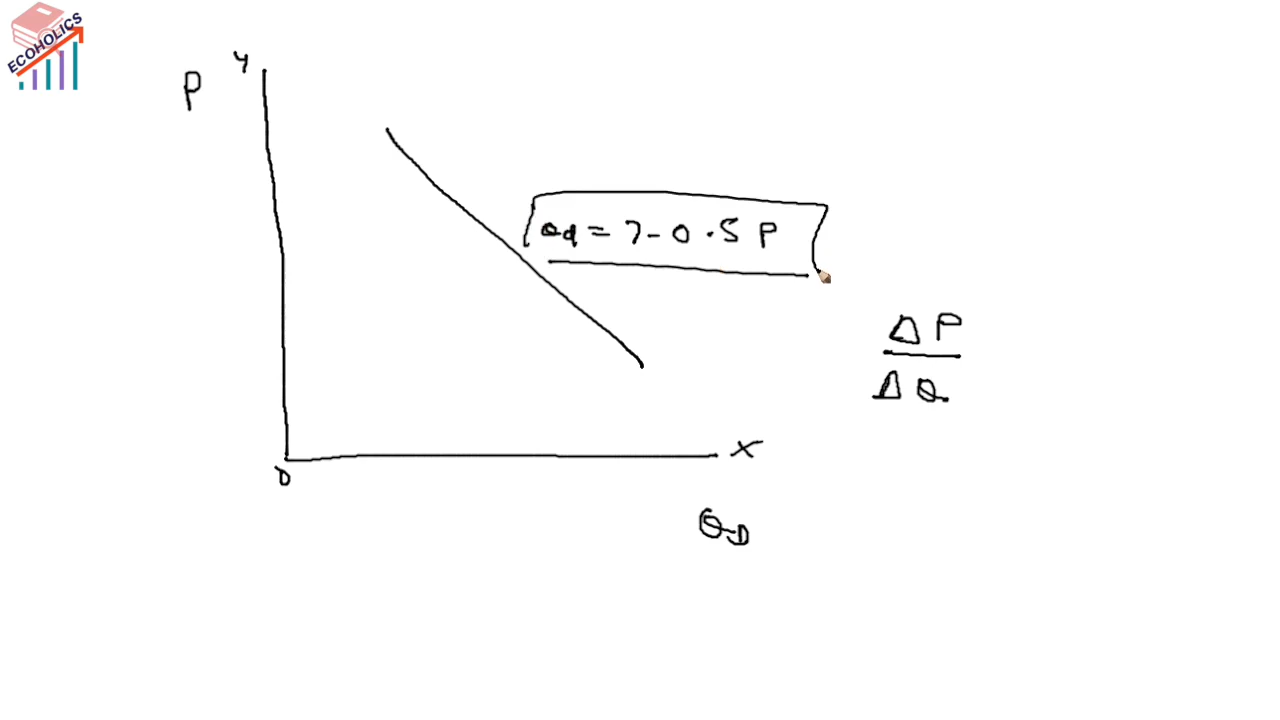 ECOHOLICS
P
Y
Qd = 7 - 0.5 P
ΔP
ΔQ
X
0
QD